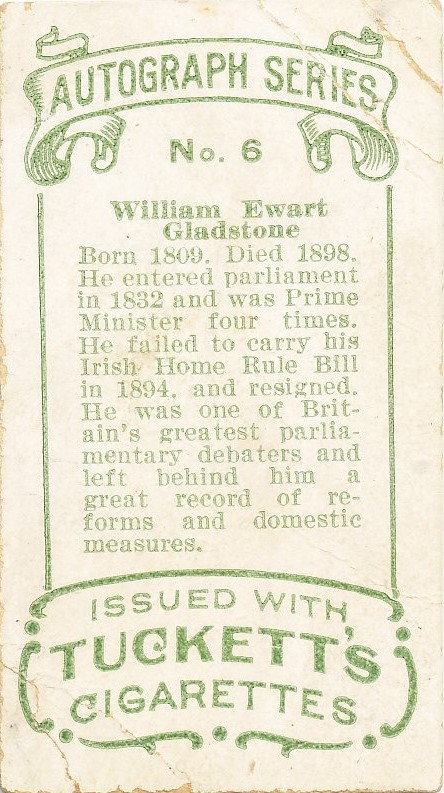 AUTOGRAPH SERIES
No. 6
William Ewart
Gladstone
Born 1809. Died 1898.
He entered parliament
in 1832 and was Prime
Minister four times.
He failed to carry his
Irish Home Rule Bill
in 1894, and resigned.
He was one of Brit-
ain's greatest parlia-
mentary debaters and
left behind him a
great record of re-
forms and domestic
measures.
ISSUED WITH
TUCKETT'S
CIGARETTES